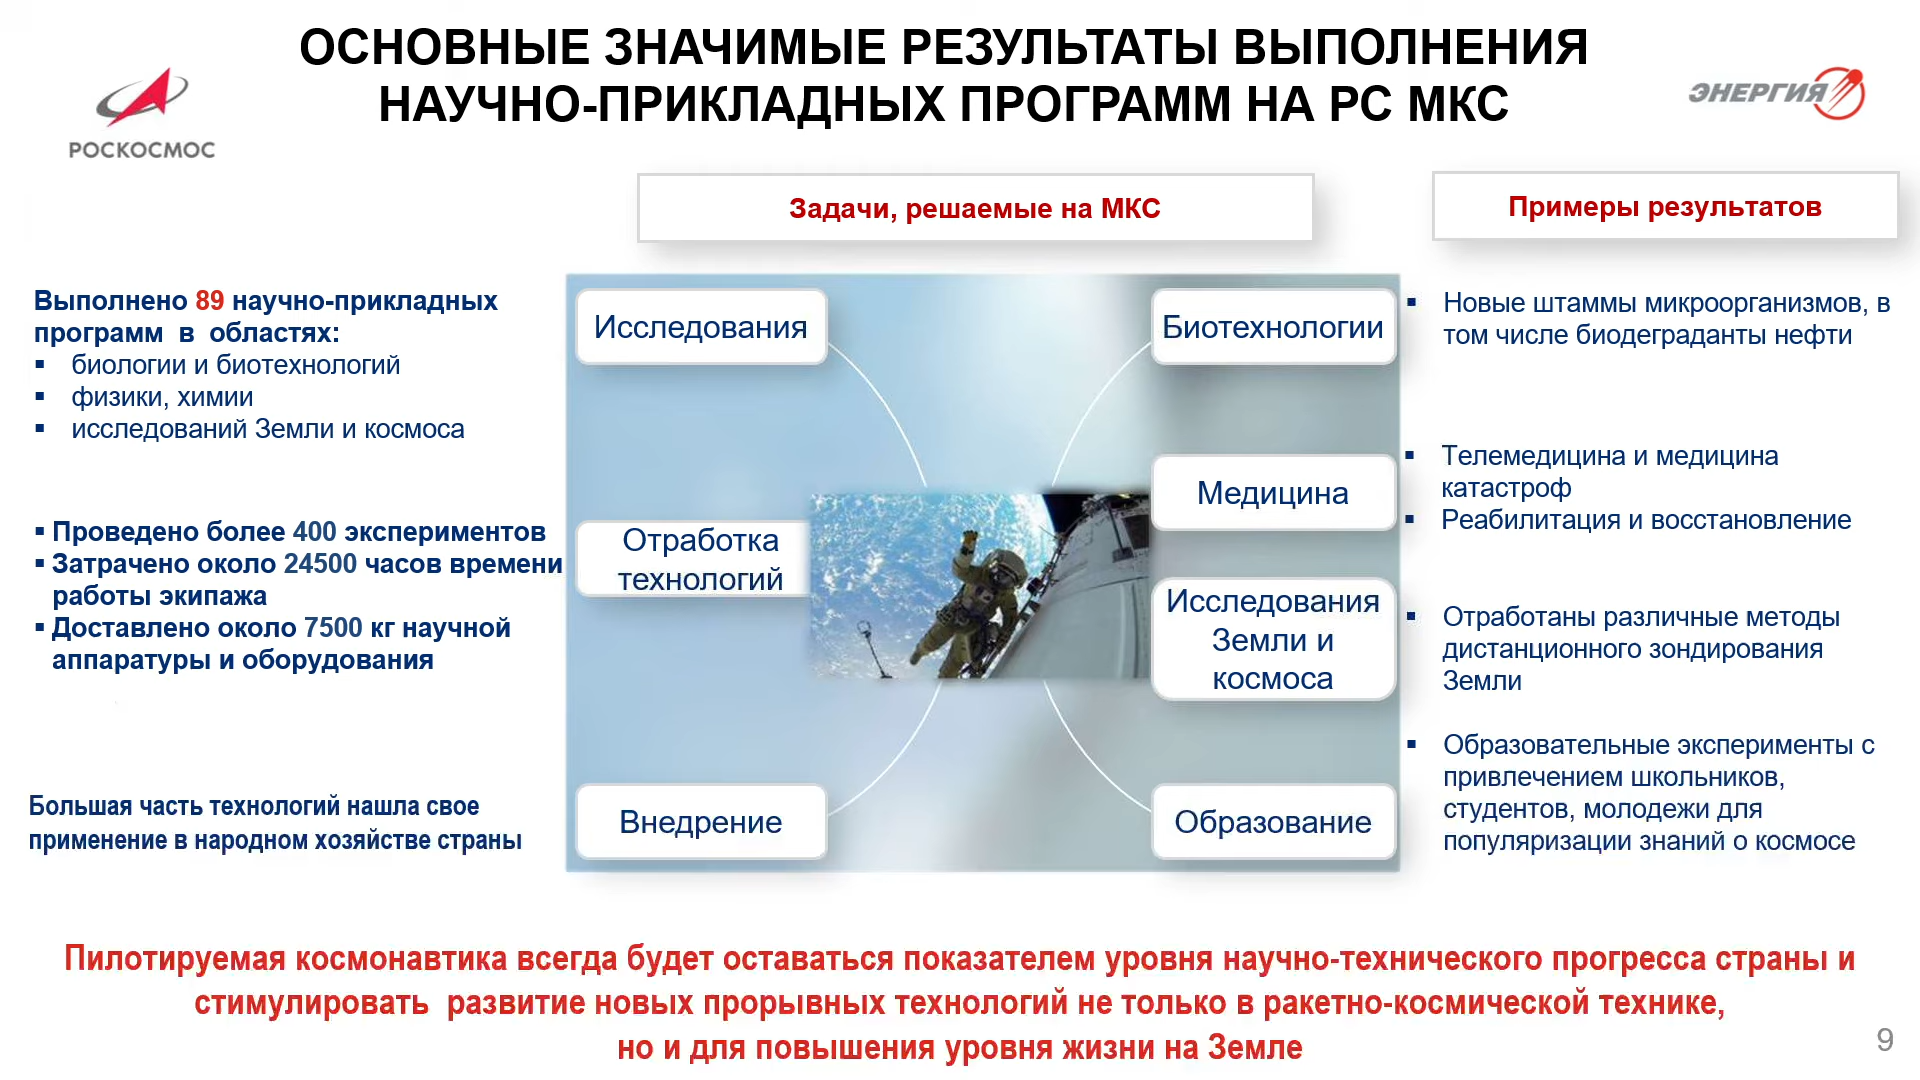 ОСНОВНЫЕ ЗНАЧИМЫЕ РЕЗУЛЬТАТЫ ВЫПОЛНЕНИЯ
НАУЧНО-ПРИКЛАДНЫХ ПРОГРАММ НА РС МКС
РОСКОСМОС
ЭНЕРГИЯ
Задачи, решаемые на МКС
Примеры результатов
Выполнено 89 научно-прикладных
программ в областях:
▪ биологии и биотехнологий
▪ физики, химии
▪ исследований Земли и космоса
▪ Проведено более 400 экспериментов
▪ Затрачено около 24500 часов времени
работы экипажа
▪ Доставлено около 7500 кг научной
аппаратуры и оборудования
Большая часть технологий нашла свое
применение в народном хозяйстве страны
Исследования
Отработка
технологий
Внедрение
Биотехнологии
Медицина
Исследования
Земли и
космоса
Образование
▪ Новые штаммы микроорганизмов, в
том числе биодеграданты нефти
▪ Телемедицина и медицина
катастроф
▪ Реабилитация и восстановление
▪ Отработаны различные методы
дистанционного зондирования
Земли
▪ Образовательные эксперименты с
привлечением школьников,
студентов, молодежи для
популяризации знаний о космосе
Пилотируемая космонавтика всегда будет оставаться показателем уровня научно-технического прогресса страны и
стимулировать развитие новых прорывных технологий не только в ракетно-космической технике,
но и для повышения уровня жизни на Земле
9